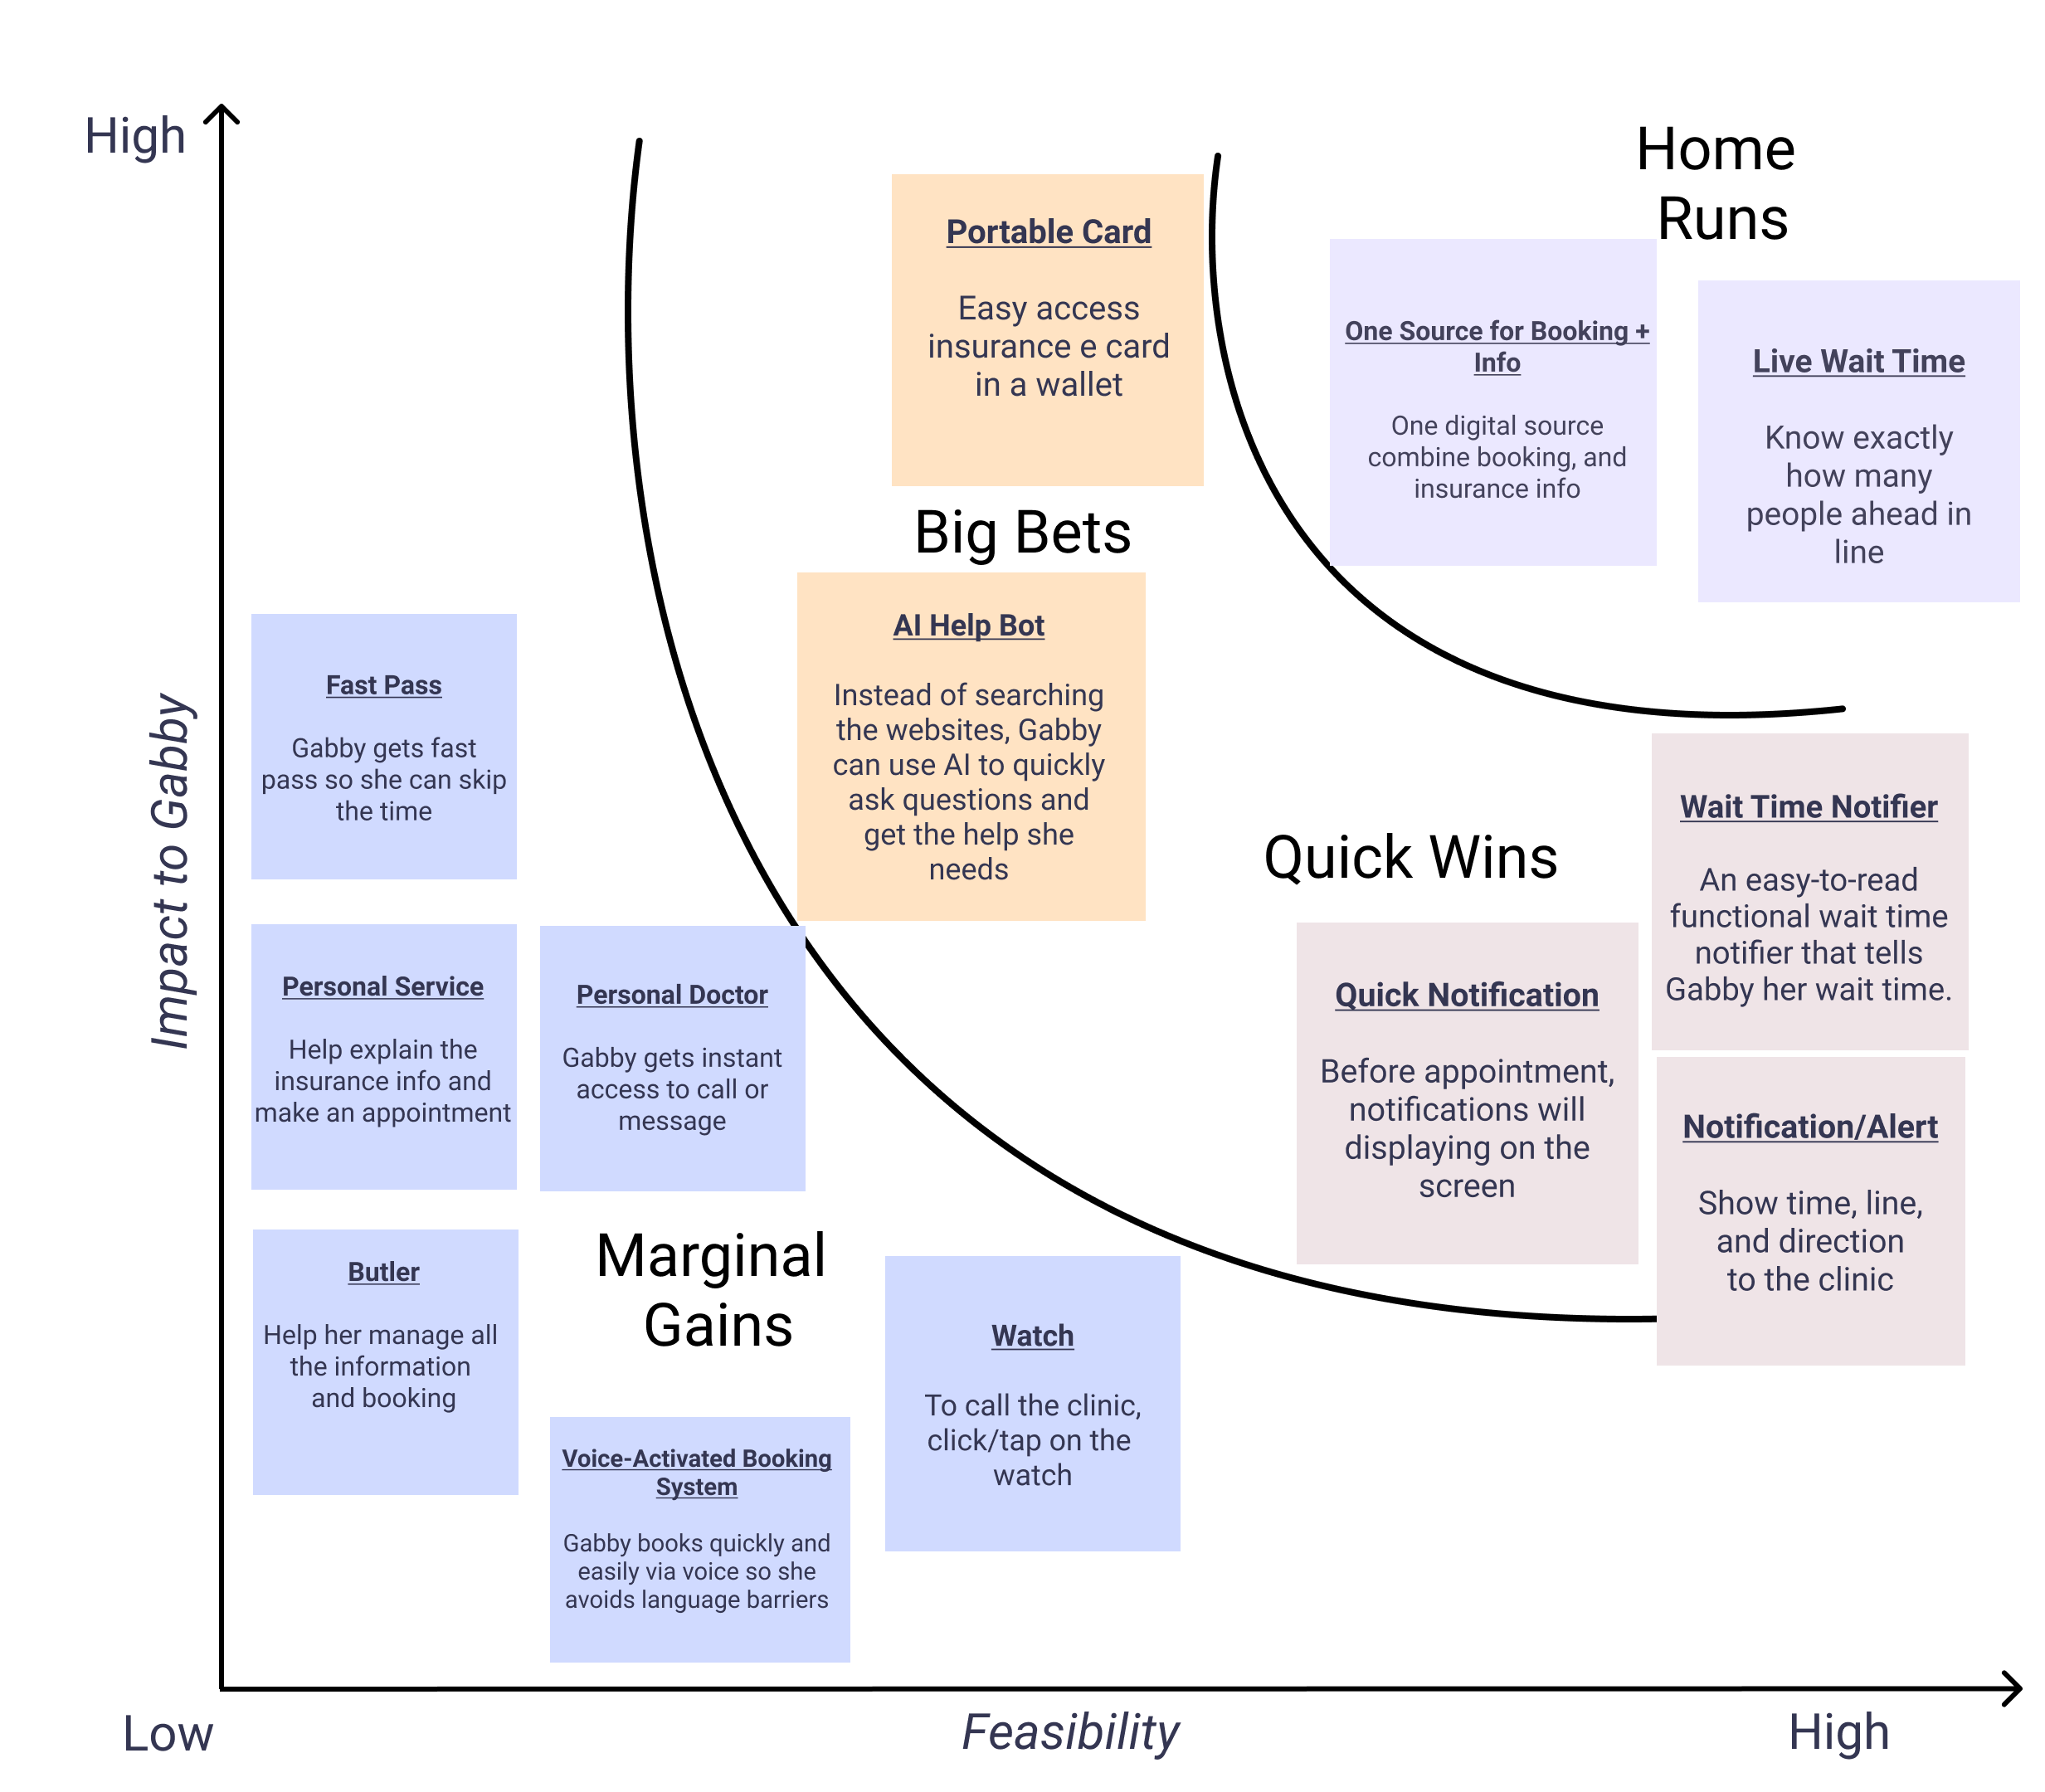 High
Home
Runs
Portable Card
Easy access
insurance e card
in a wallet
One Source for Booking +
Info
One digital source
combine booking, and
insurance info
Live Wait Time
Know exactly
how many
people ahead in
line
Big Bets
AI Help Bot
Instead of searching
the websites, Gabby
can use AI to quickly
ask questions and
get the help she
needs
Fast Pass
Gabby gets fast
pass so she can skip
the time
Impact to Gabby
Quick Wins
Wait Time Notifier
An easy-to-read
functional wait time
notifier that tells
Gabby her wait time.
Personal Service
Help explain the
insurance info and
make an appointment
Personal Doctor
Gabby gets instant
access to call or
message
Quick Notification
Before appointment,
notifications will
displaying on the
screen
Notification/Alert
Show time, line,
and direction
to the clinic
Marginal
Gains
Butler
Help her manage all
the information
and booking
Watch
To call the clinic,
click/tap on the
watch
Voice-Activated Booking
System
Gabby books quickly and
easily via voice so she
avoids language barriers
Low
Feasibility
High